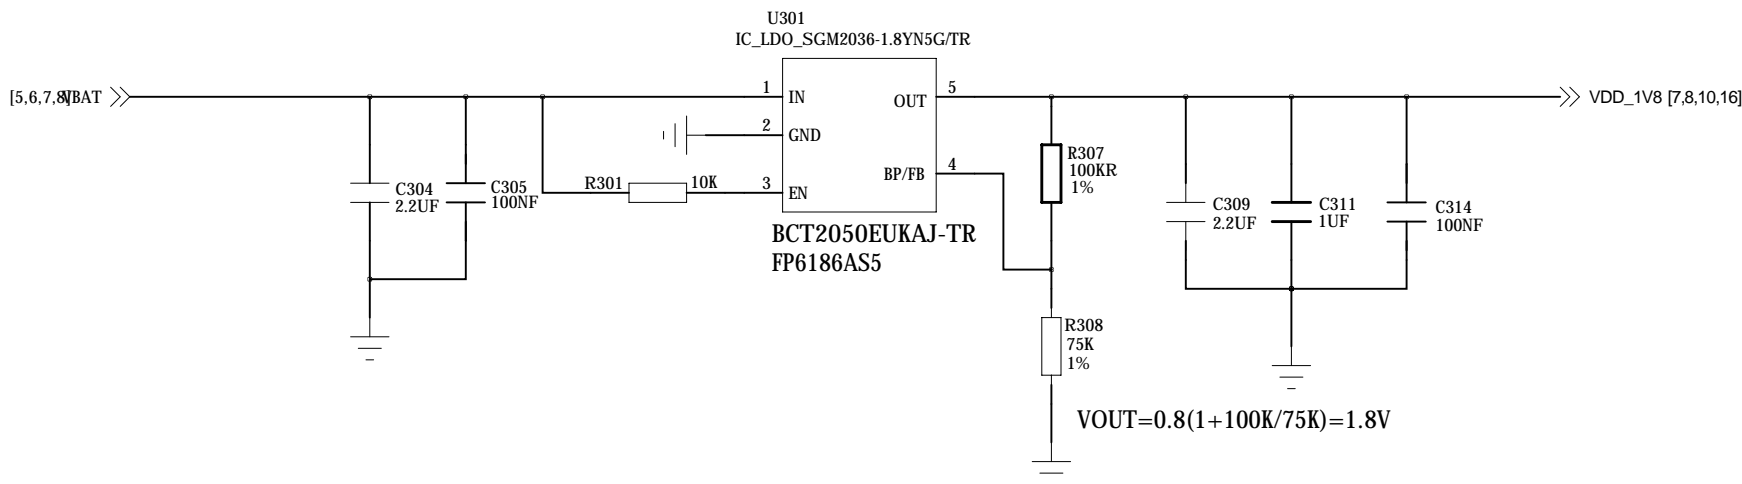 U301
IC_LDO_SGM2036-1.8YN5G/TR
[5,6,7,8]VBAT
1
IN
OUT
5
VDD_1V8 [7,8,10,16]
2
GND
R301
10K
3
EN
BP/FB
4
R307
100KR
1%
C304
2.2UF
C305
100NF
C309
2.2UF
C311
1UF
C314
100NF
BCT2050EUKAJ-TR
FP6186AS5
R308
75K
1%
VOUT=0.8(1+100K/75K)=1.8V